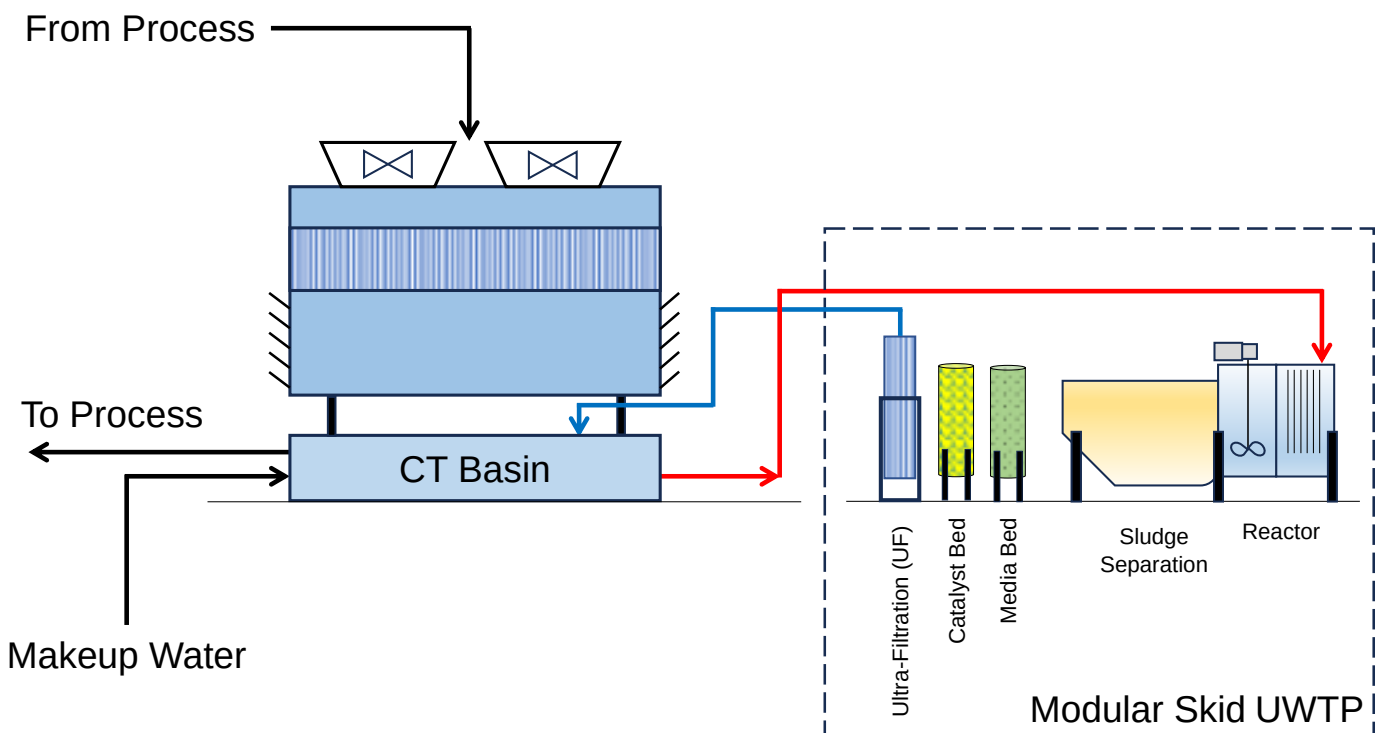 From Process
To Process
CT Basin
Makeup Water
Ultra-Filtration (UF)
Catalyst Bed
Media Bed
Sludge
Separation
Reactor
Modular Skid UWTP